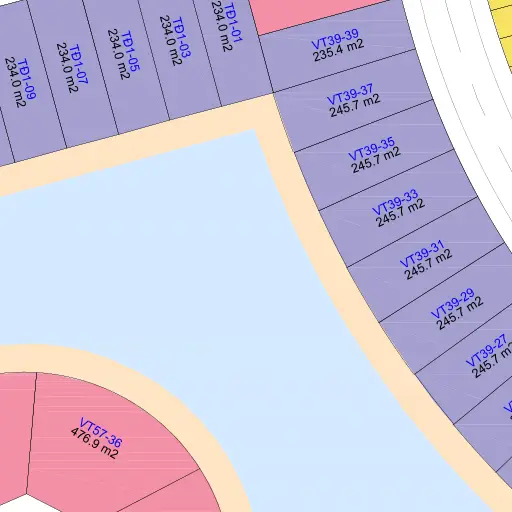 TĐ1-09
234.0 m2
TĐ1-07
234.0 m2
TĐ1-05
234.0 m2
TĐ1-03
234.0 m2
TĐ1-01
234.0 m2
VT39-39
235.4 m2
VT39-37
245.7 m2
VT39-35
245.7 m2
VT39-33
245.7 m2
VT39-31
245.7 m2
VT39-29
245.7 m2
VT39-27
245.7 m2
VT57-36
476.9 m2